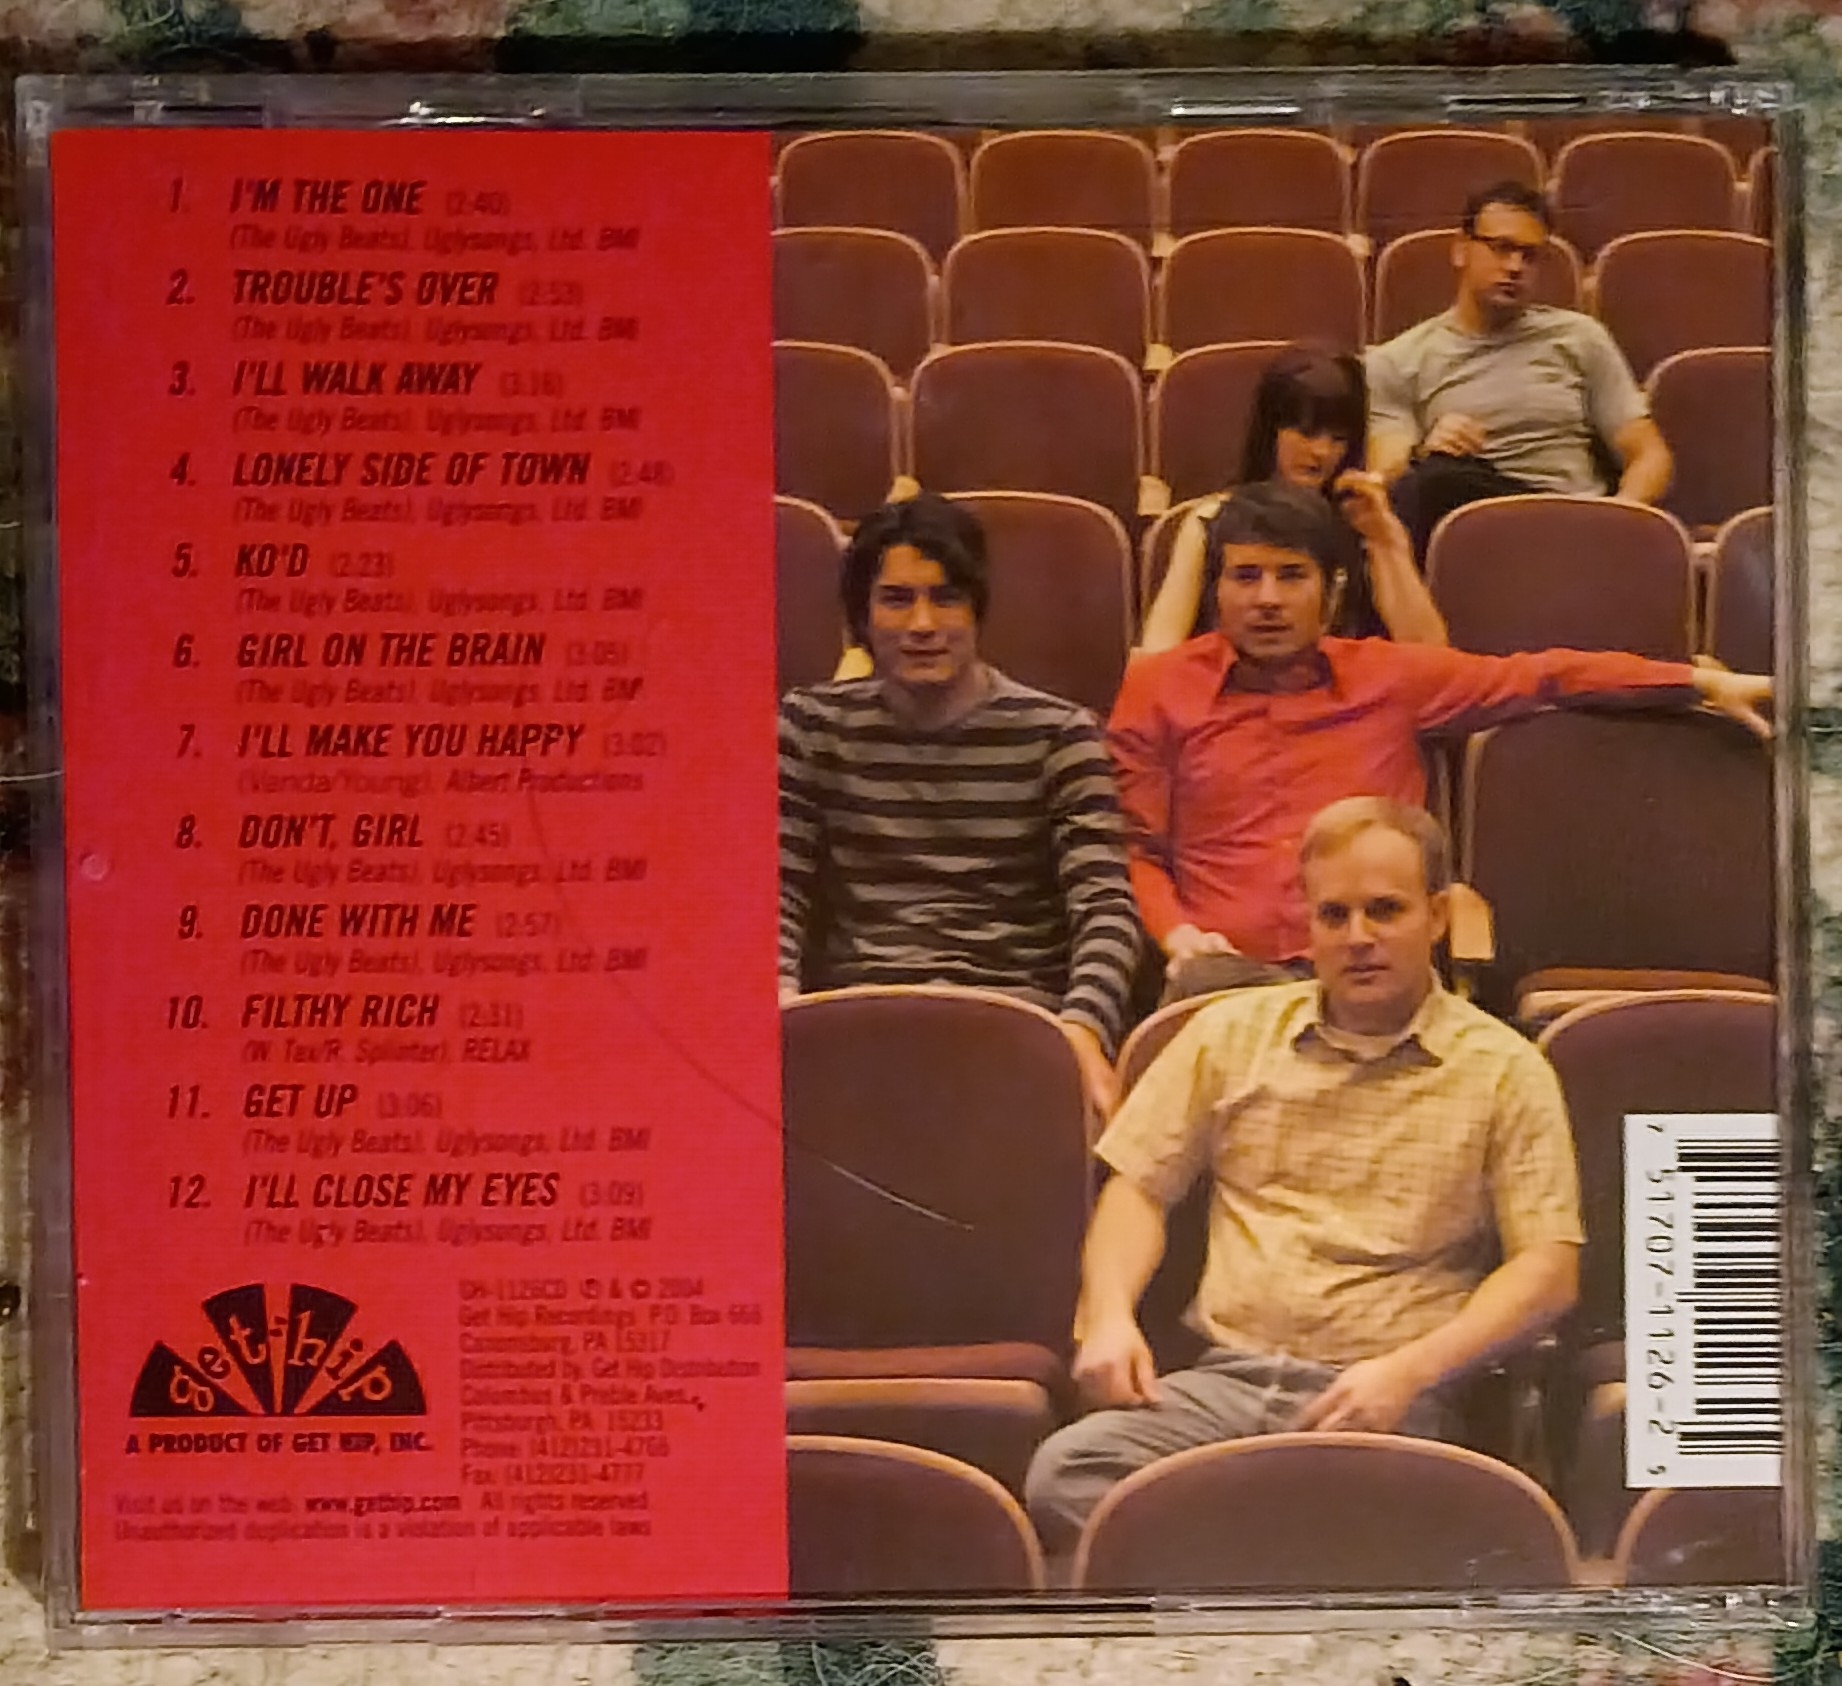 1. I'M THE ONE (2:40)
(The Ugly Beats), Uglysongs, Ltd. BMI
2. TROUBLE'S OVER (2:53)
(The Ugly Beats), Uglysongs, Ltd. BMI
3. I'LL WALK AWAY (3:16)
(The Ugly Beats), Uglysongs, Ltd. BMI
4. LONELY SIDE OF TOWN (2:48)
(The Ugly Beats), Uglysongs, Ltd. BMI
5. KO'D (2:23)
(The Ugly Beats), Uglysongs, Ltd. BMI
6. GIRL ON THE BRAIN (3:05)
(The Ugly Beats), Uglysongs, Ltd. BMI
7. I'LL MAKE YOU HAPPY (3:02)
(Vanda/Young), Albert Productions
8. DON'T, GIRL (2:45)
(The Ugly Beats), Uglysongs, Ltd. BMI
9. DONE WITH ME (2:57)
(The Ugly Beats), Uglysongs, Ltd. BMI
10. FILTHY RICH (2:31)
(W. Tax/R. Splinter), RELAX
11. GET UP (3:06)
(The Ugly Beats), Uglysongs, Ltd. BMI
12. I'LL CLOSE MY EYES (3:09)
(The Ugly Beats), Uglysongs, Ltd. BMI
get hip
A PRODUCT OF GET HIP, INC.
GH-1126CD ℗ & © 2004
Get Hip Recordings, P.O. Box 666
Canonsburg, PA 15317
Distributed by, Get Hip Distribution
Columbus & Preble Aves.,
Pittsburgh, PA 15233
Phone (412)231-4766
Fax (412)231-4777
Visit us on the web: www.gethip.com All rights reserved
Unauthorized duplication is a violation of applicable laws
7 51707-1126-2 9